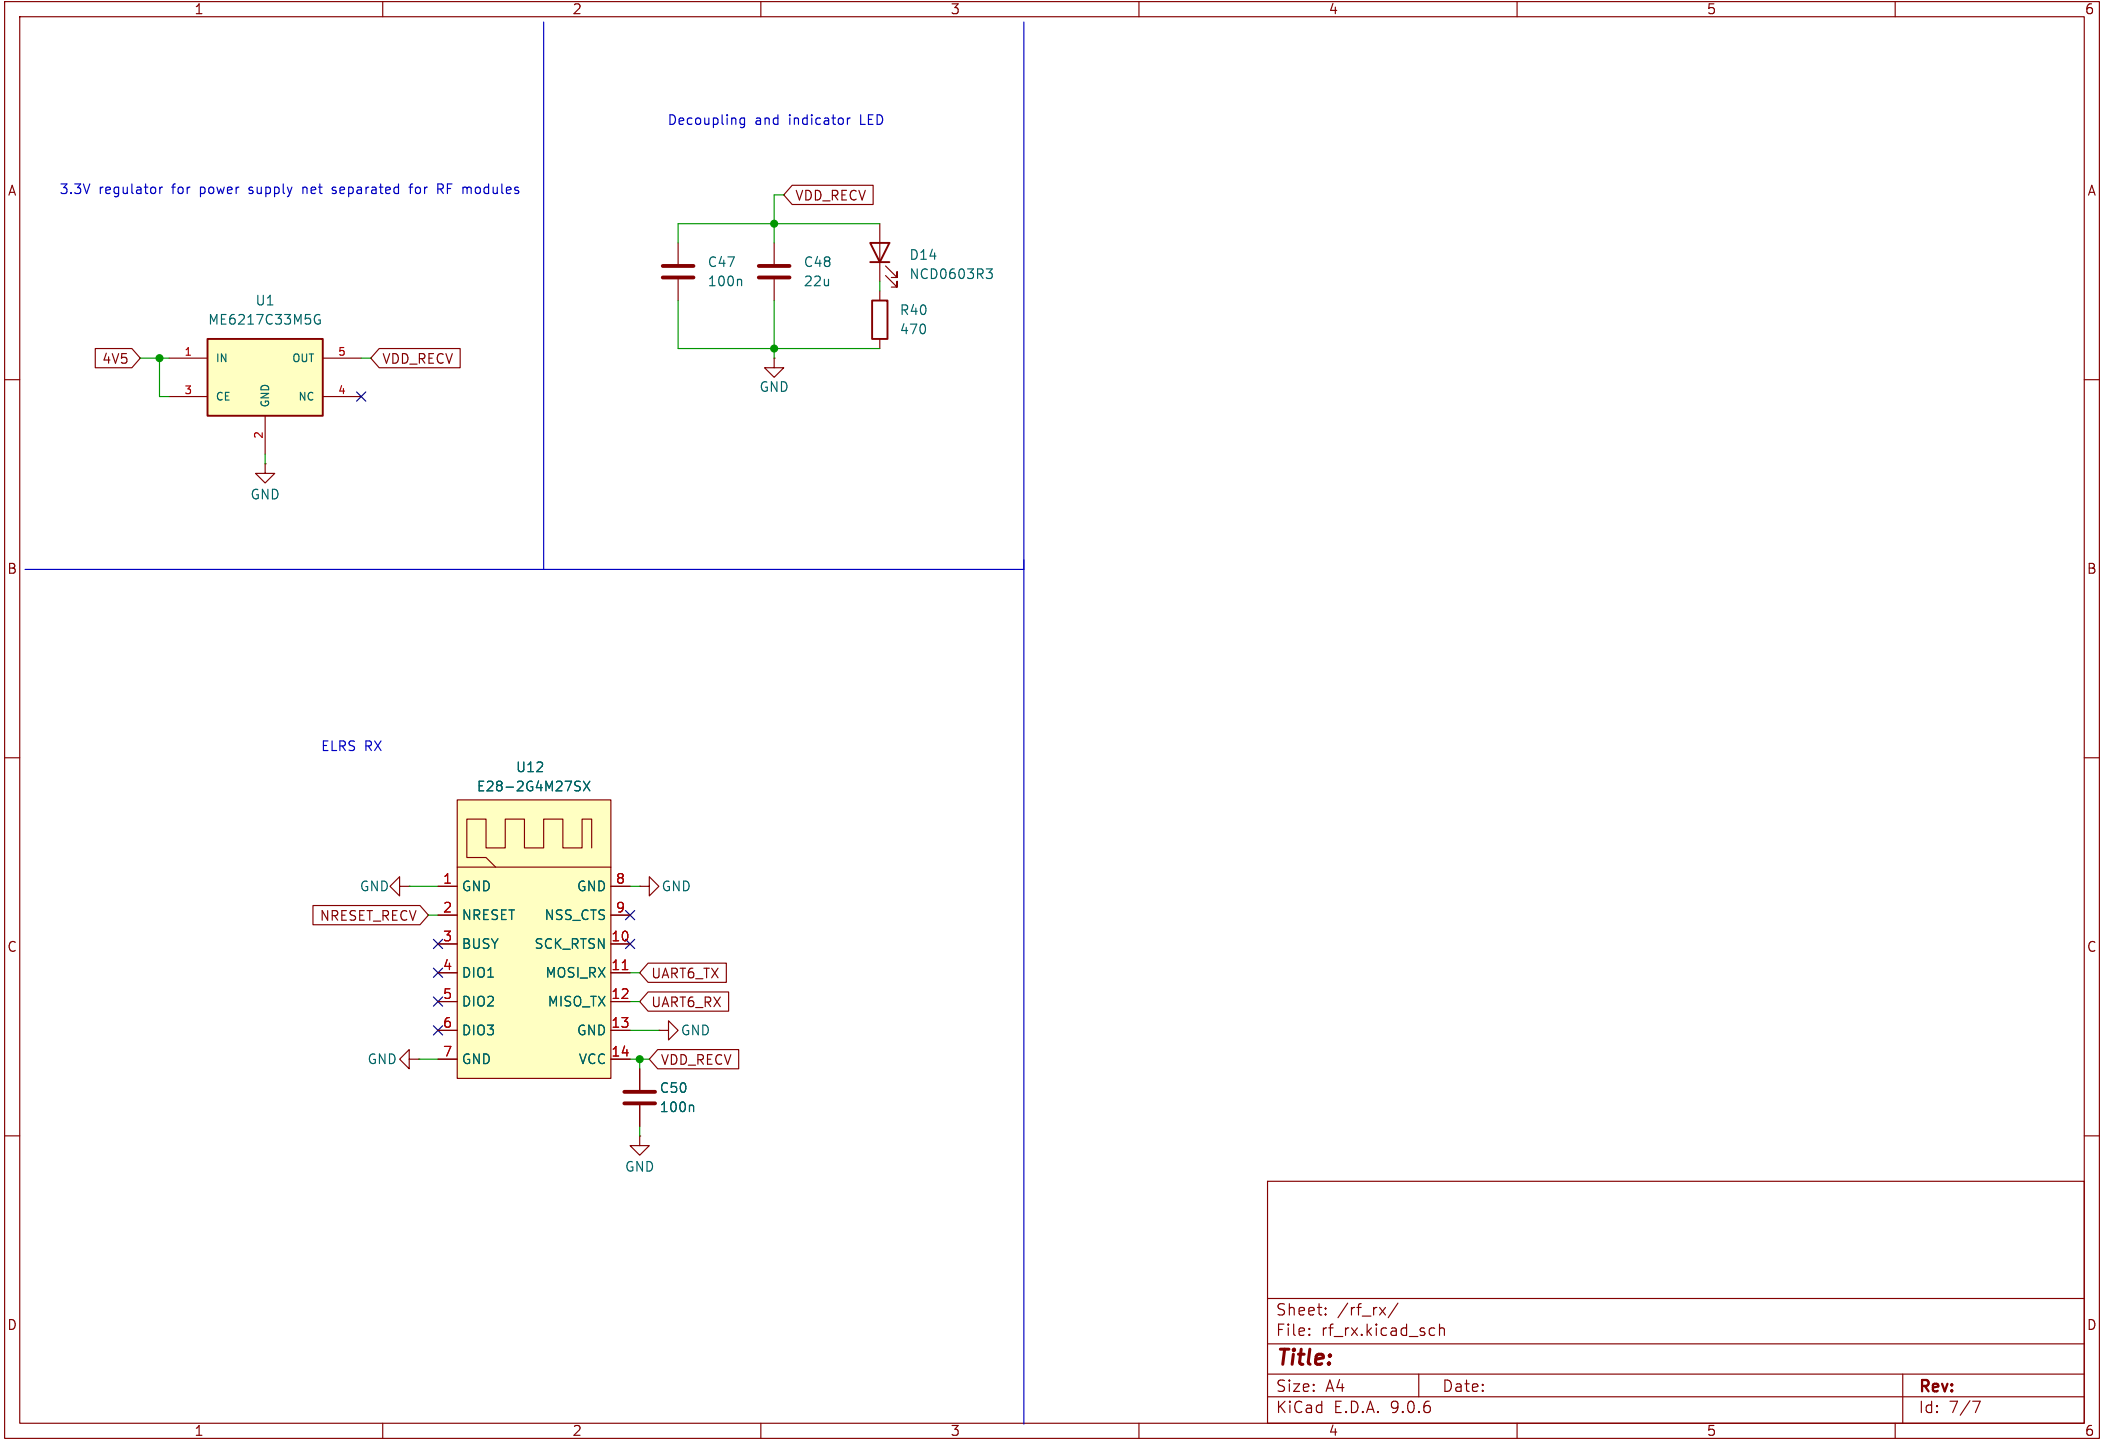 1 2 3 4 5 6
Decoupling and indicator LED
3.3V regulator for power supply net separated for RF modules
A A
VDD_RECV
C47
100n
C48
22u
D14
NCD0603R3
R40
470
GND
U1
ME6217C33M5G
4V5 1 IN OUT 5 VDD_RECV
3 CE GND NC 4
2
GND
B B
ELRS RX
U12
E28-2G4M27SX
GND 1 GND GND 8 GND
NRESET_RECV 2 NRESET NSS_CTS 9
3 BUSY SCK_RTSN 10
4 DIO1 MOSI_RX 11 UART6_TX
5 DIO2 MISO_TX 12 UART6_RX
6 DIO3 GND 13 GND
GND 7 GND VCC 14 VDD_RECV
C50
100n
GND
C C
Sheet: /rf_rx/
File: rf_rx.kicad_sch
D D
Title:
Size: A4 Date: Rev:
KiCad E.D.A. 9.0.6 Id: 7/7
1 2 3 4 5 6